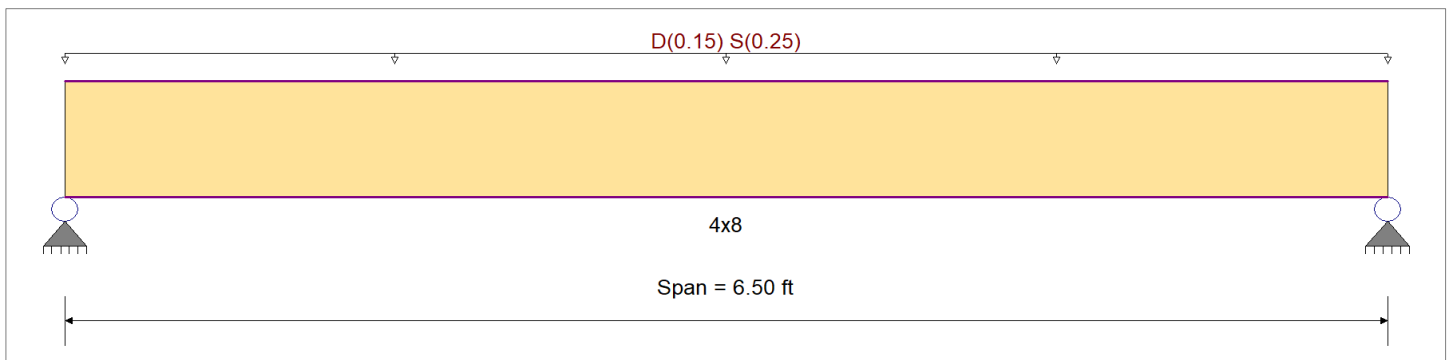 D(0.15) S(0.25)
4x8
Span = 6.50 ft